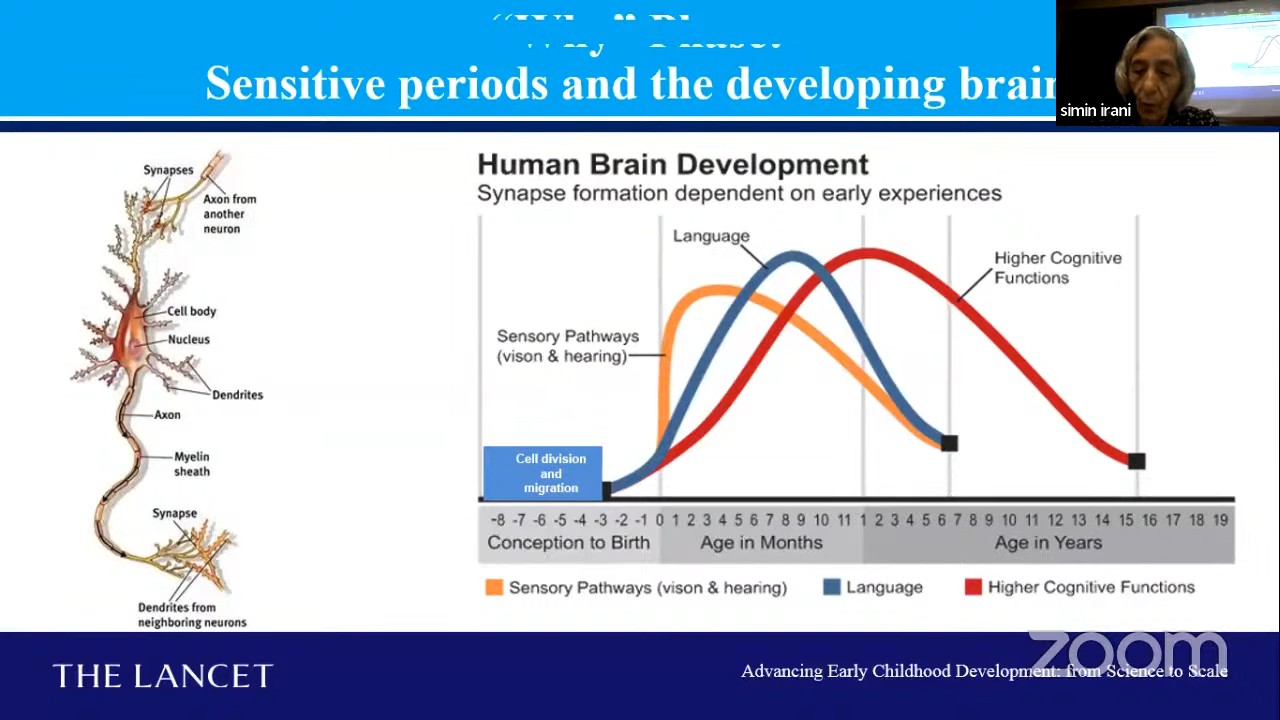 "Why" Phase:
Sensitive periods and the developing brain
simin irani
Synapses
Axon from
another
neuron
Cell body
Nucleus
Dendrites
Axon
Myelin
sheath
Synapse
Dendrites from
neighboring neurons
Human Brain Development
Synapse formation dependent on early experiences
Language
Higher Cognitive
Functions
Sensory Pathways
(vison & hearing)
Cell division
and
migration
-8 -7 -6 -5 -4 -3 -2 -1 0 1 2 3 4 5 6 7 8 9 10 11 1 2 3 4 5 6 7 8 9 10 11 12 13 14 15 16 17 18 19
Conception to Birth Age in Months Age in Years
Sensory Pathways (vison & hearing) Language Higher Cognitive Functions
zoom
THE LANCET
Advancing Early Childhood Development: from Science to Scale